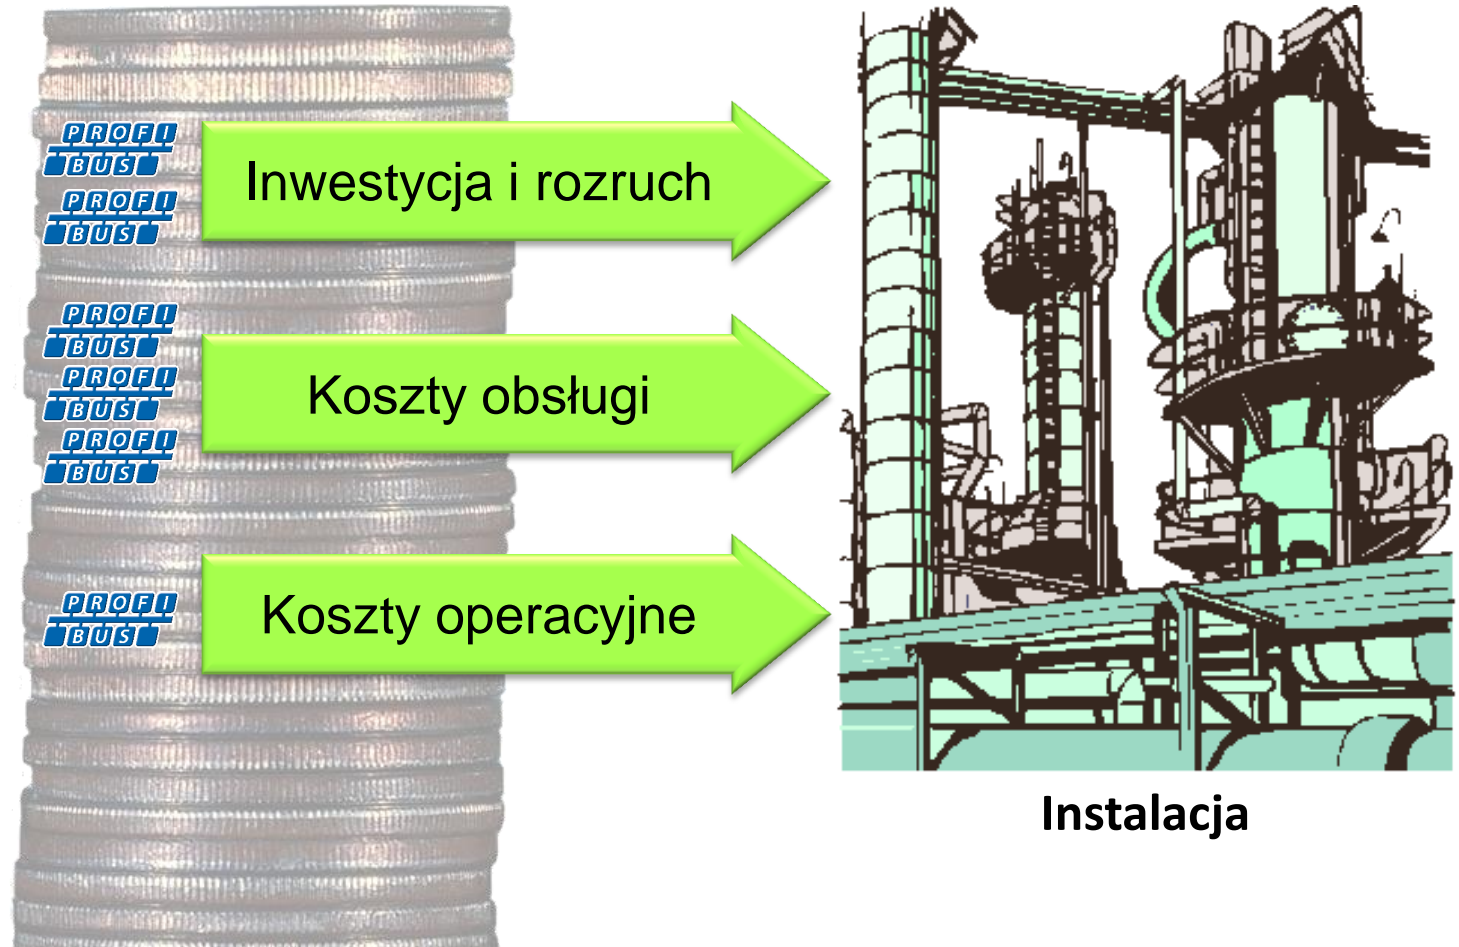 PROFI
BUS
PROFI
BUS
Inwestycja i rozruch
PROFI
BUS
PROFI
BUS
PROFI
BUS
Koszty obsługi
PROFI
BUS
Koszty operacyjne
Instalacja